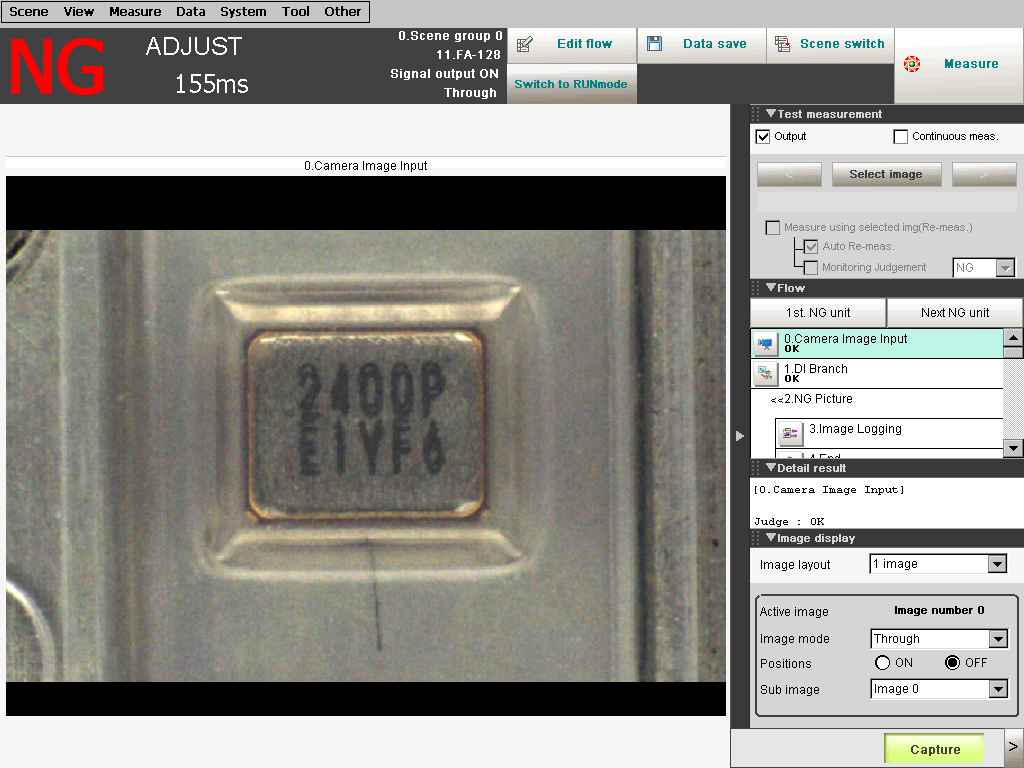 Scene View Measure Data System Tool Other
NG
ADJUST
155ms
0.Scene group 0
11.FA-128
Signal output ON
Through
Edit flow
Data save
Scene switch
Switch to RUNmode
Measure
0.Camera Image Input
2400P
E1YF6
Test measurement
Output
Continuous meas.
<
Select image
>
Measure using selected img(Re-meas.)
Auto Re-meas.
Monitoring Judgement
NG
Flow
1st. NG unit
Next NG unit
0.Camera Image Input
OK
1.DI Branch
OK
<<2.NG Picture
3.Image Logging
4.End
Detail result
[0.Camera Image Input]
Judge : OK
Image display
Image layout
1 image
Active image
Image number 0
Image mode
Through
Positions
ON
OFF
Sub image
Image 0
Capture
>